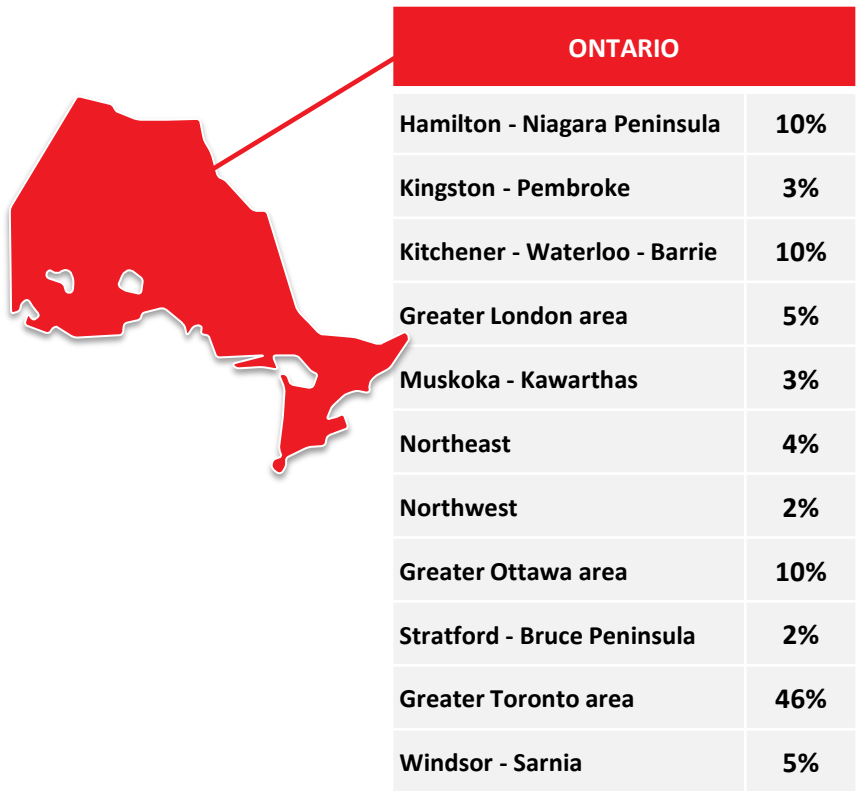 ONTARIO
Hamilton - Niagara Peninsula 10%
Kingston - Pembroke 3%
Kitchener - Waterloo - Barrie 10%
Greater London area 5%
Muskoka - Kawarthas 3%
Northeast 4%
Northwest 2%
Greater Ottawa area 10%
Stratford - Bruce Peninsula 2%
Greater Toronto area 46%
Windsor - Sarnia 5%